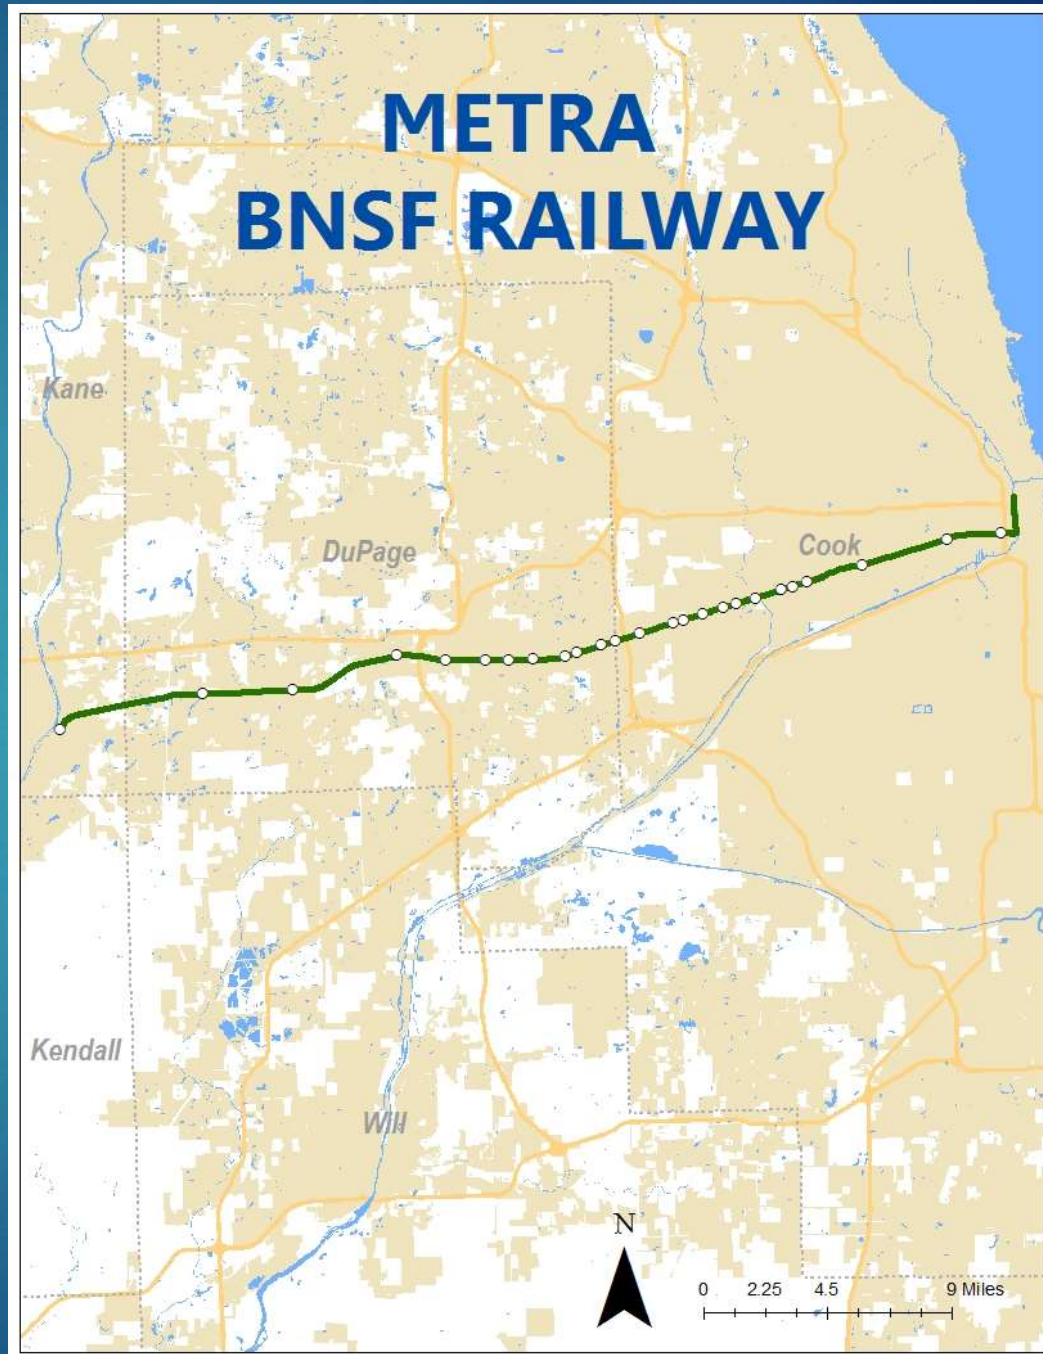 METRA
BNSF RAILWAY
Kane
DuPage
Cook
Kendall
Will
N
0 2.25 4.5 9 Miles